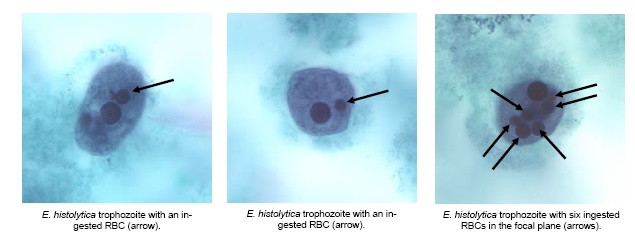 E. histolytica trophozoite with an in-
gested RBC (arrow).
E. histolytica trophozoite with an in-
gested RBC (arrow).
E. histolytica trophozoite with six ingested
RBCs in the focal plane (arrows).